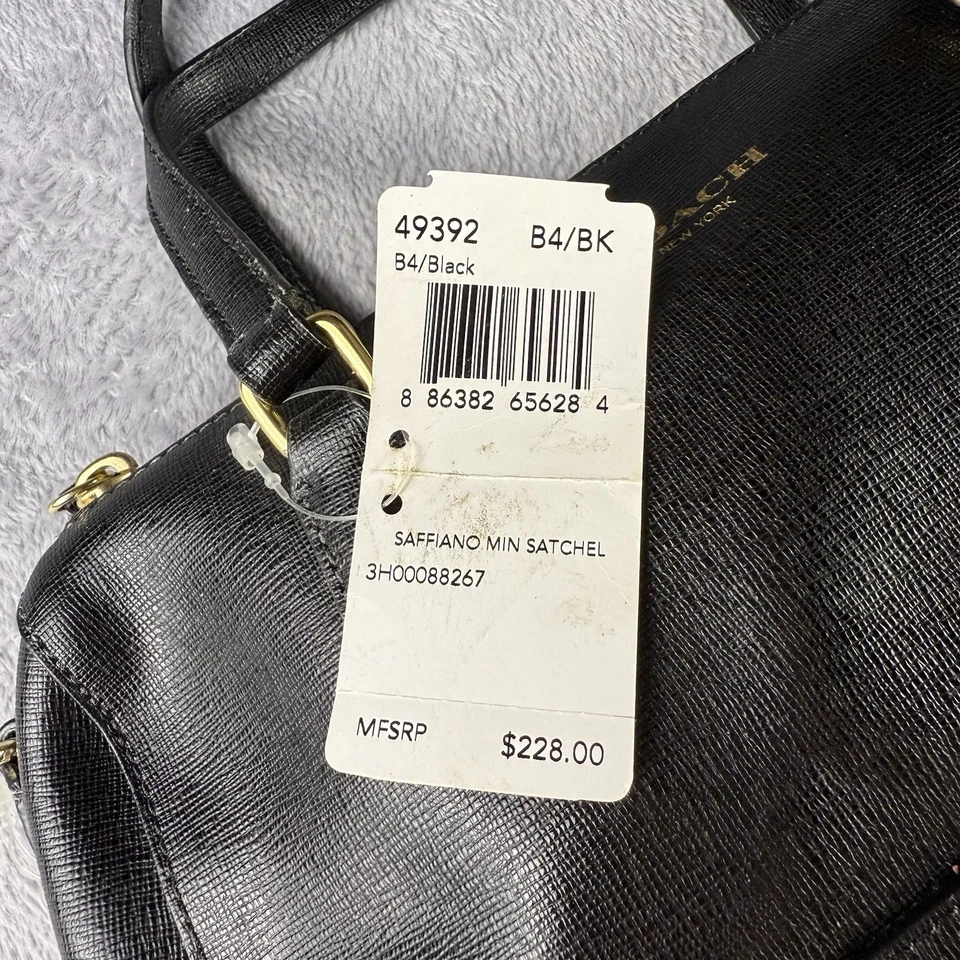 49392 B4/BK
B4/Black
8 86382 65628 4
SAFFIANO MIN SATCHEL
3H00088267
MFSRP $228.00
NEW YORK